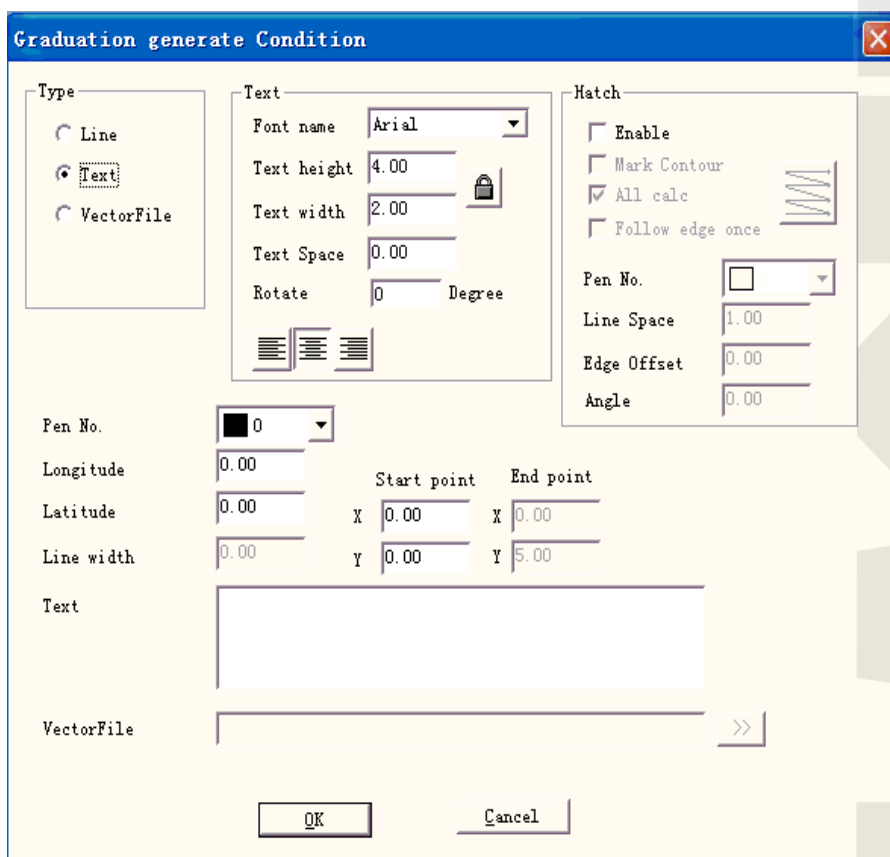 Graduation generate Condition
Type
Line
Text
VectorFile
Text
Font name Arial
Text height 4.00
Text width 2.00
Text Space 0.00
Rotate 0 Degree
Hatch
Enable
Mark Contour
All calc
Follow edge once
Pen No.
Line Space 1.00
Edge Offset 0.00
Angle 0.00
Pen No. 0
Longitude 0.00
Latitude 0.00
Line width 0.00
Start point End point
X 0.00 X 0.00
Y 0.00 Y 5.00
Text
VectorFile >>
OK Cancel